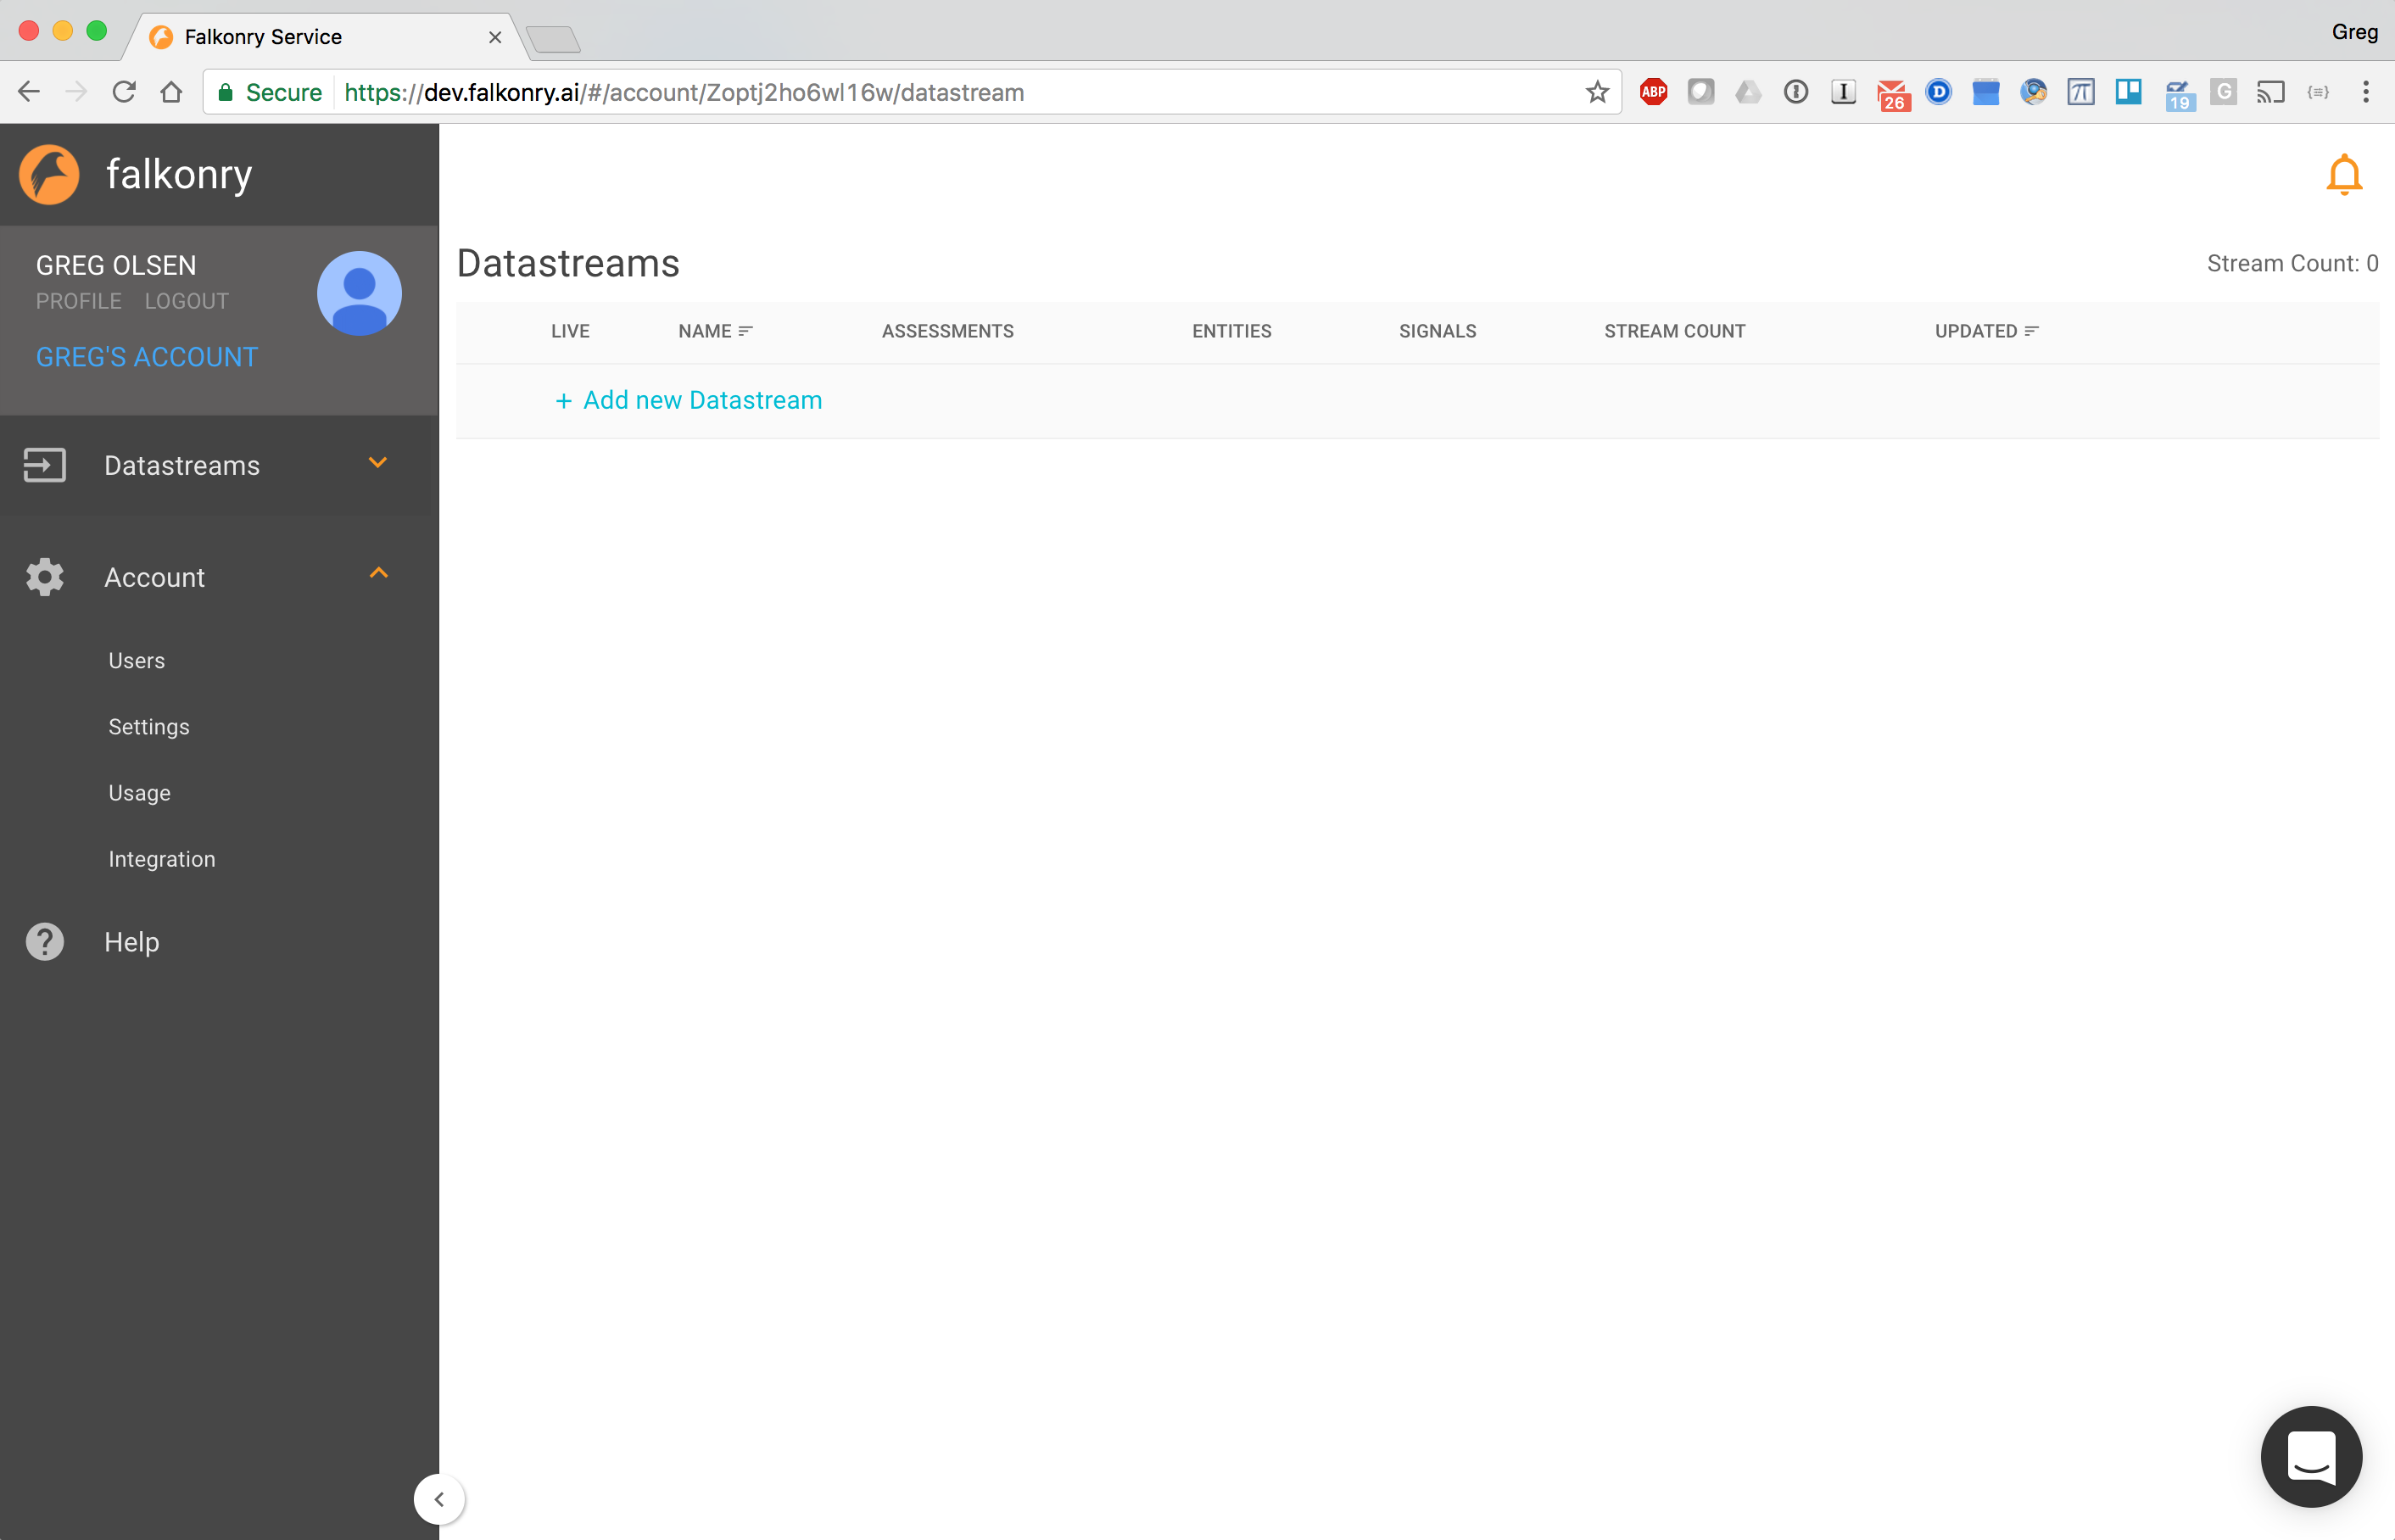 Falkonry Service
Greg
Secure
https://dev.falkonry.ai/#/account/Zoptj2ho6wl16w/datastream
ABP
26
D
π
19
G
falkonry
GREG OLSEN
PROFILE LOGOUT
GREG'S ACCOUNT
Datastreams
Account
Users
Settings
Usage
Integration
Help
Datastreams
Stream Count: 0
LIVE NAME ASSESSMENTS ENTITIES SIGNALS STREAM COUNT UPDATED
+ Add new Datastream